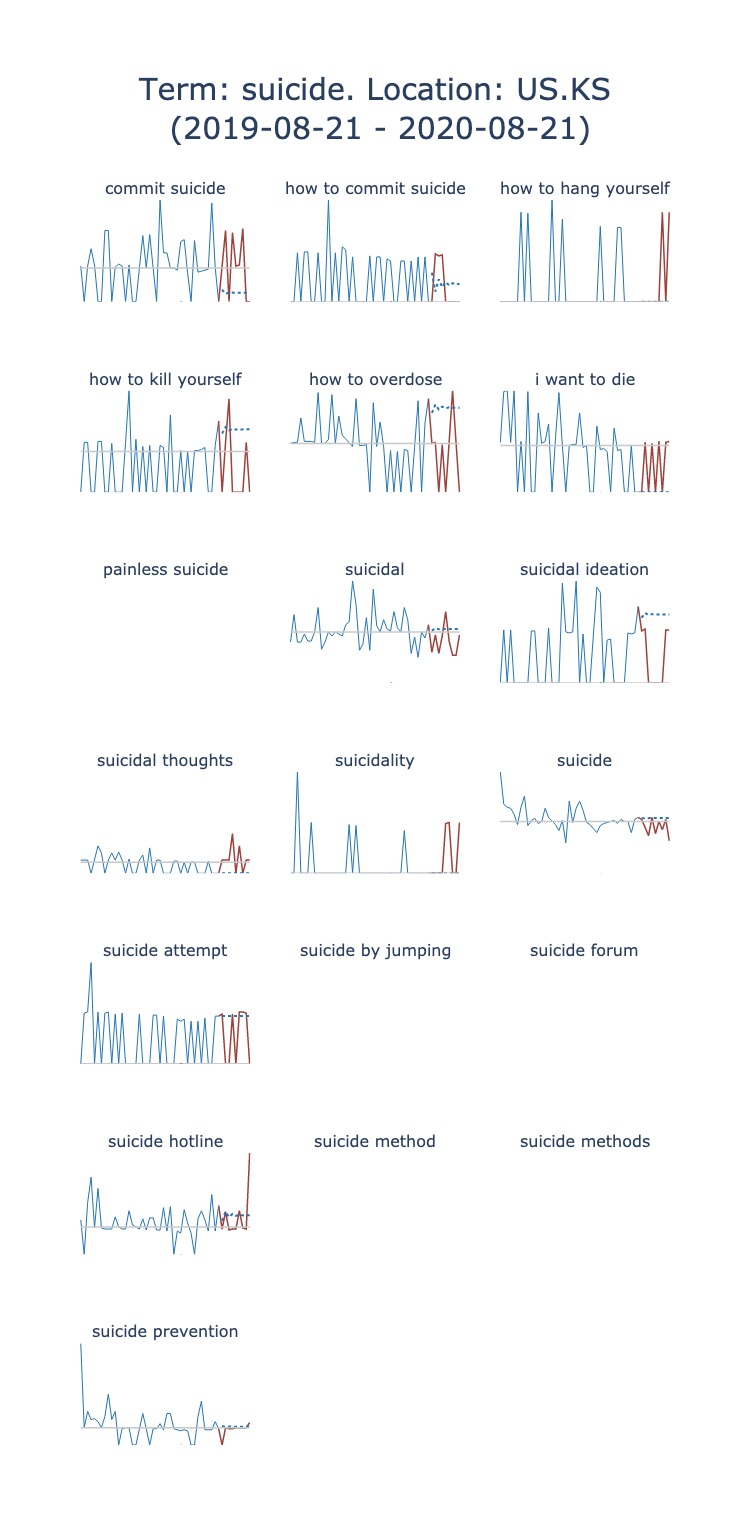 Term: suicide. Location: US.KS
(2019-08-21 - 2020-08-21)
commit suicide
how to commit suicide
how to hang yourself
how to kill yourself
how to overdose
i want to die
painless suicide
suicidal
suicidal ideation
suicidal thoughts
suicidality
suicide
suicide attempt
suicide by jumping
suicide forum
suicide hotline
suicide method
suicide methods
suicide prevention